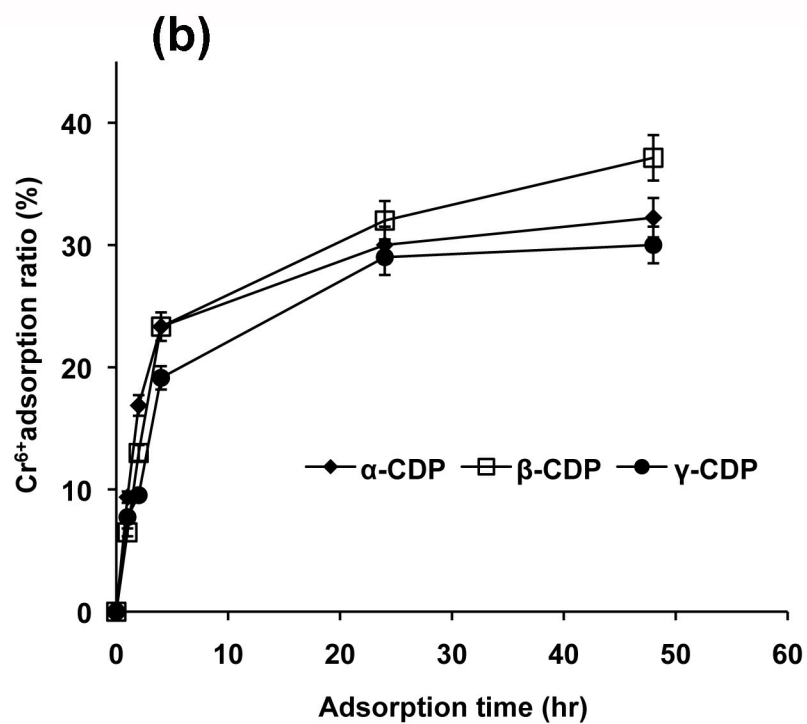 (b)
Cr⁶⁺adsorption ratio (%)
40
30
20
10
0
α-CDP β-CDP γ-CDP
0 10 20 30 40 50 60
Adsorption time (hr)